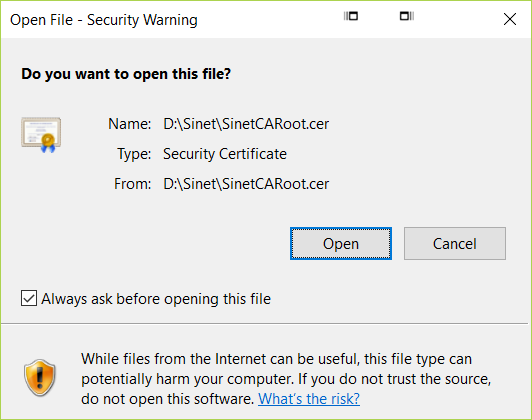 Open File - Security Warning
Do you want to open this file?
Name: D:\Sinet\SinetCARoot.cer
Type: Security Certificate
From: D:\Sinet\SinetCARoot.cer
Open Cancel
Always ask before opening this file
While files from the Internet can be useful, this file type can
potentially harm your computer. If you do not trust the source,
do not open this software. What's the risk?